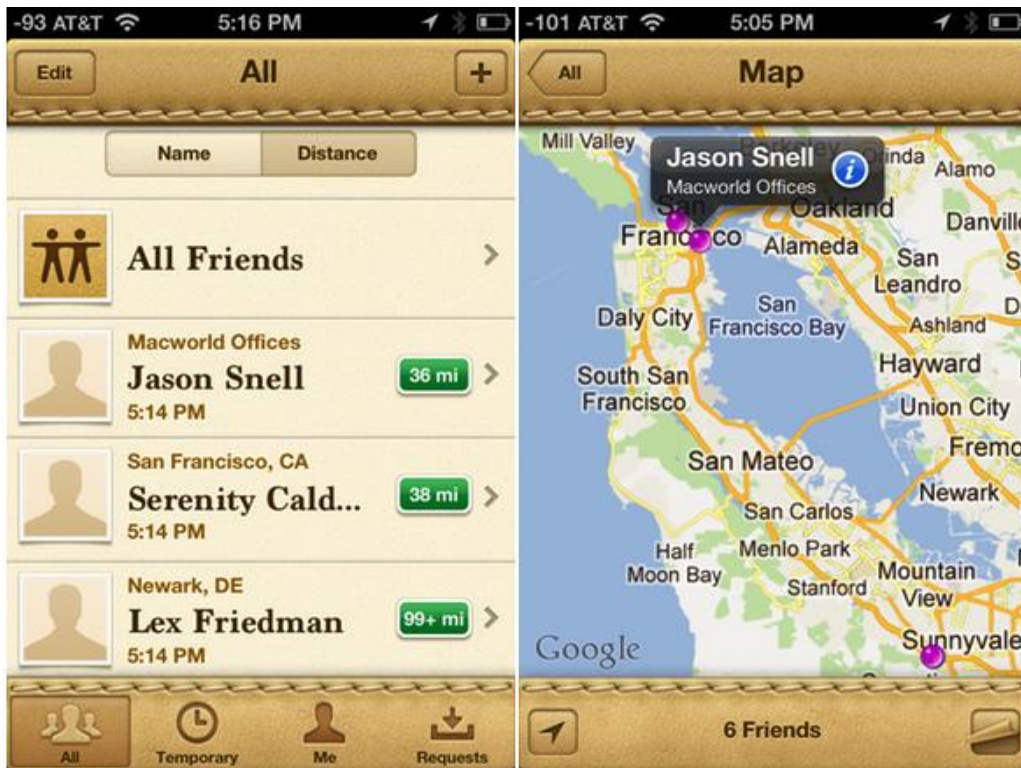 -93 AT&T 5:16 PM
Edit All +
Name Distance
All Friends
Macworld Offices
Jason Snell 36 mi
5:14 PM
San Francisco, CA
Serenity Cald... 38 mi
5:14 PM
Newark, DE
Lex Friedman 99+ mi
5:14 PM
All Temporary Me Requests
-101 AT&T 5:05 PM
All Map
Mill Valley
Jason Snell
Macworld Offices
i
Alamo
San
Francisco
Oakland
Danville
Alameda
San
Leandro
Daly City
San
Francisco Bay
Ashland
Hayward
South San
Francisco
Union City
San Mateo
Newark
San Carlos
Half
Moon Bay
Menlo Park
Stanford
Mountain
View
Sunnyvale
Google
6 Friends